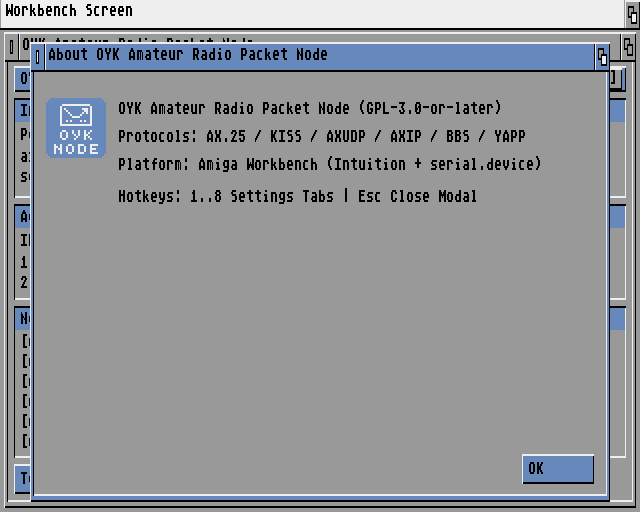 Workbench Screen
About OYK Amateur Radio Packet Node
OYK
NODE
OYK Amateur Radio Packet Node (GPL-3.0-or-later)
Protocols: AX.25 / KISS / AXUDP / AXIP / BBS / YAPP
Platform: Amiga Workbench (Intuition + serial.device)
Hotkeys: 1..8 Settings Tabs | Esc Close Modal
OK